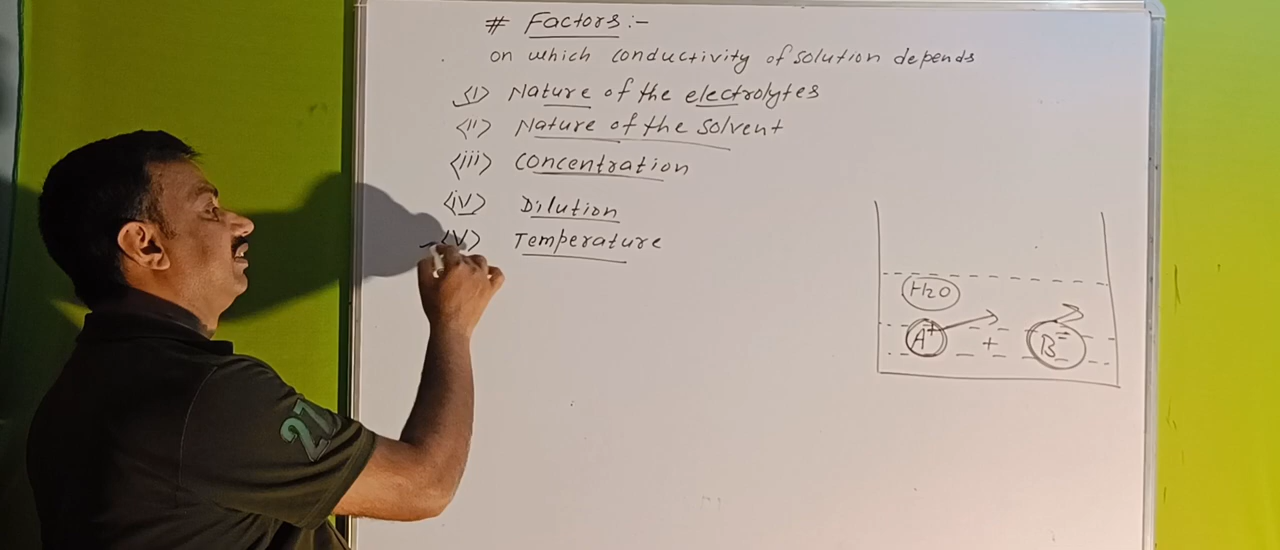 # Factors:-
on which conductivity of solution depends
<i> Nature of the electrolytes
<ii> Nature of the solvent
<iii> Concentration
<iv> Dilution
<v> Temperature
H2O
A+ + B-
27